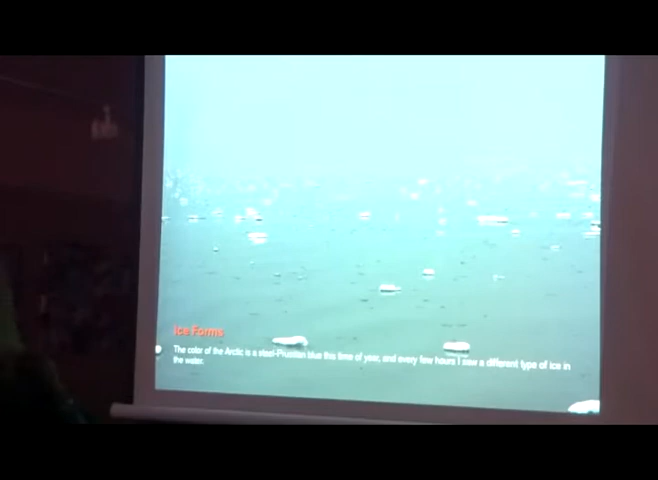 Ice Forms
The color of the Arctic is a steel-Prussian blue this time of year, and every few hours I saw a different type of ice in
the water.